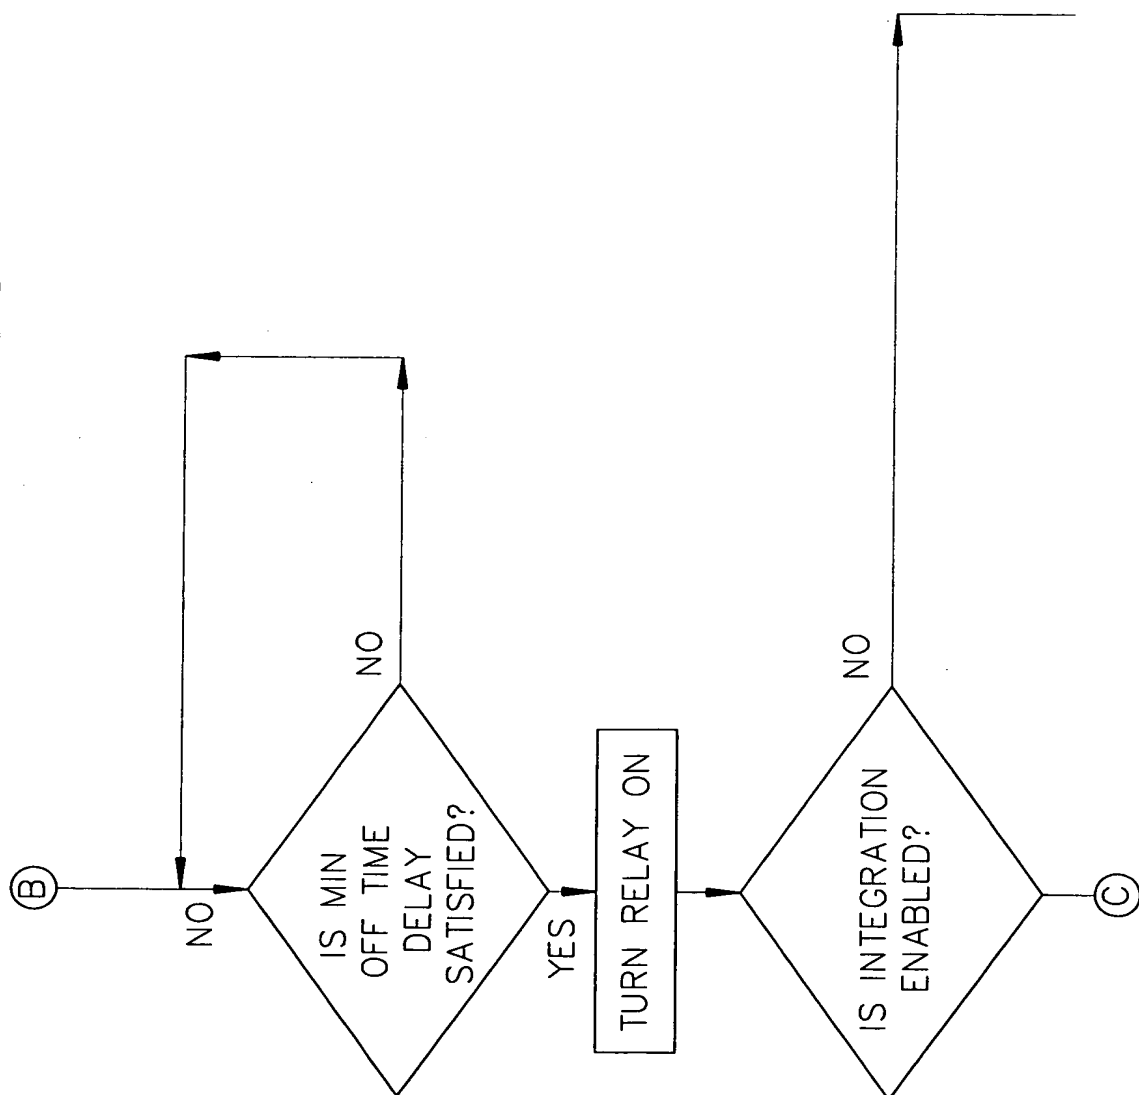 B
NO
IS MIN
OFF TIME
DELAY
SATISFIED?
NO
YES
TURN RELAY ON
IS INTEGRATION
ENABLED?
NO
C